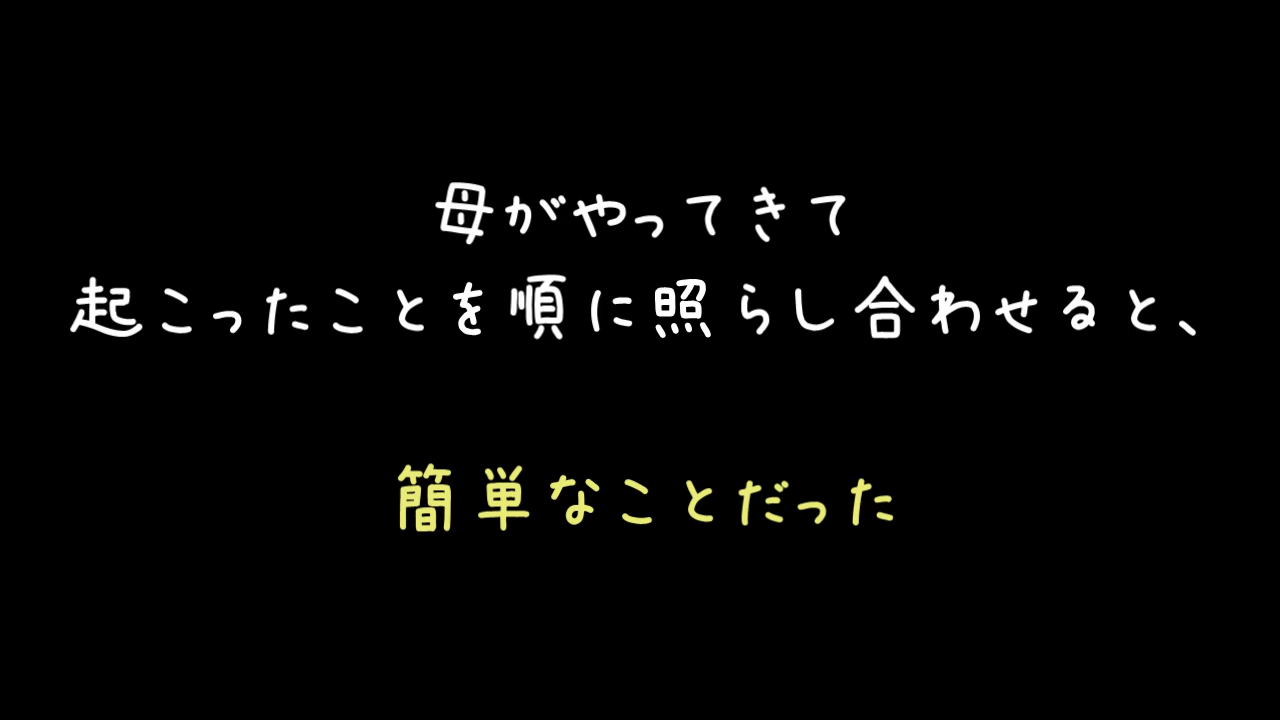 母がやってきて
起こったことを順に照らし合わせると、
簡単なことだった